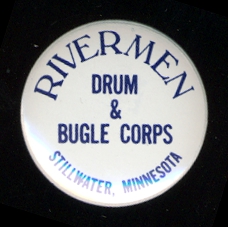 RIVERMEN
DRUM
&
BUGLE CORPS
STILLWATER, MINNESOTA